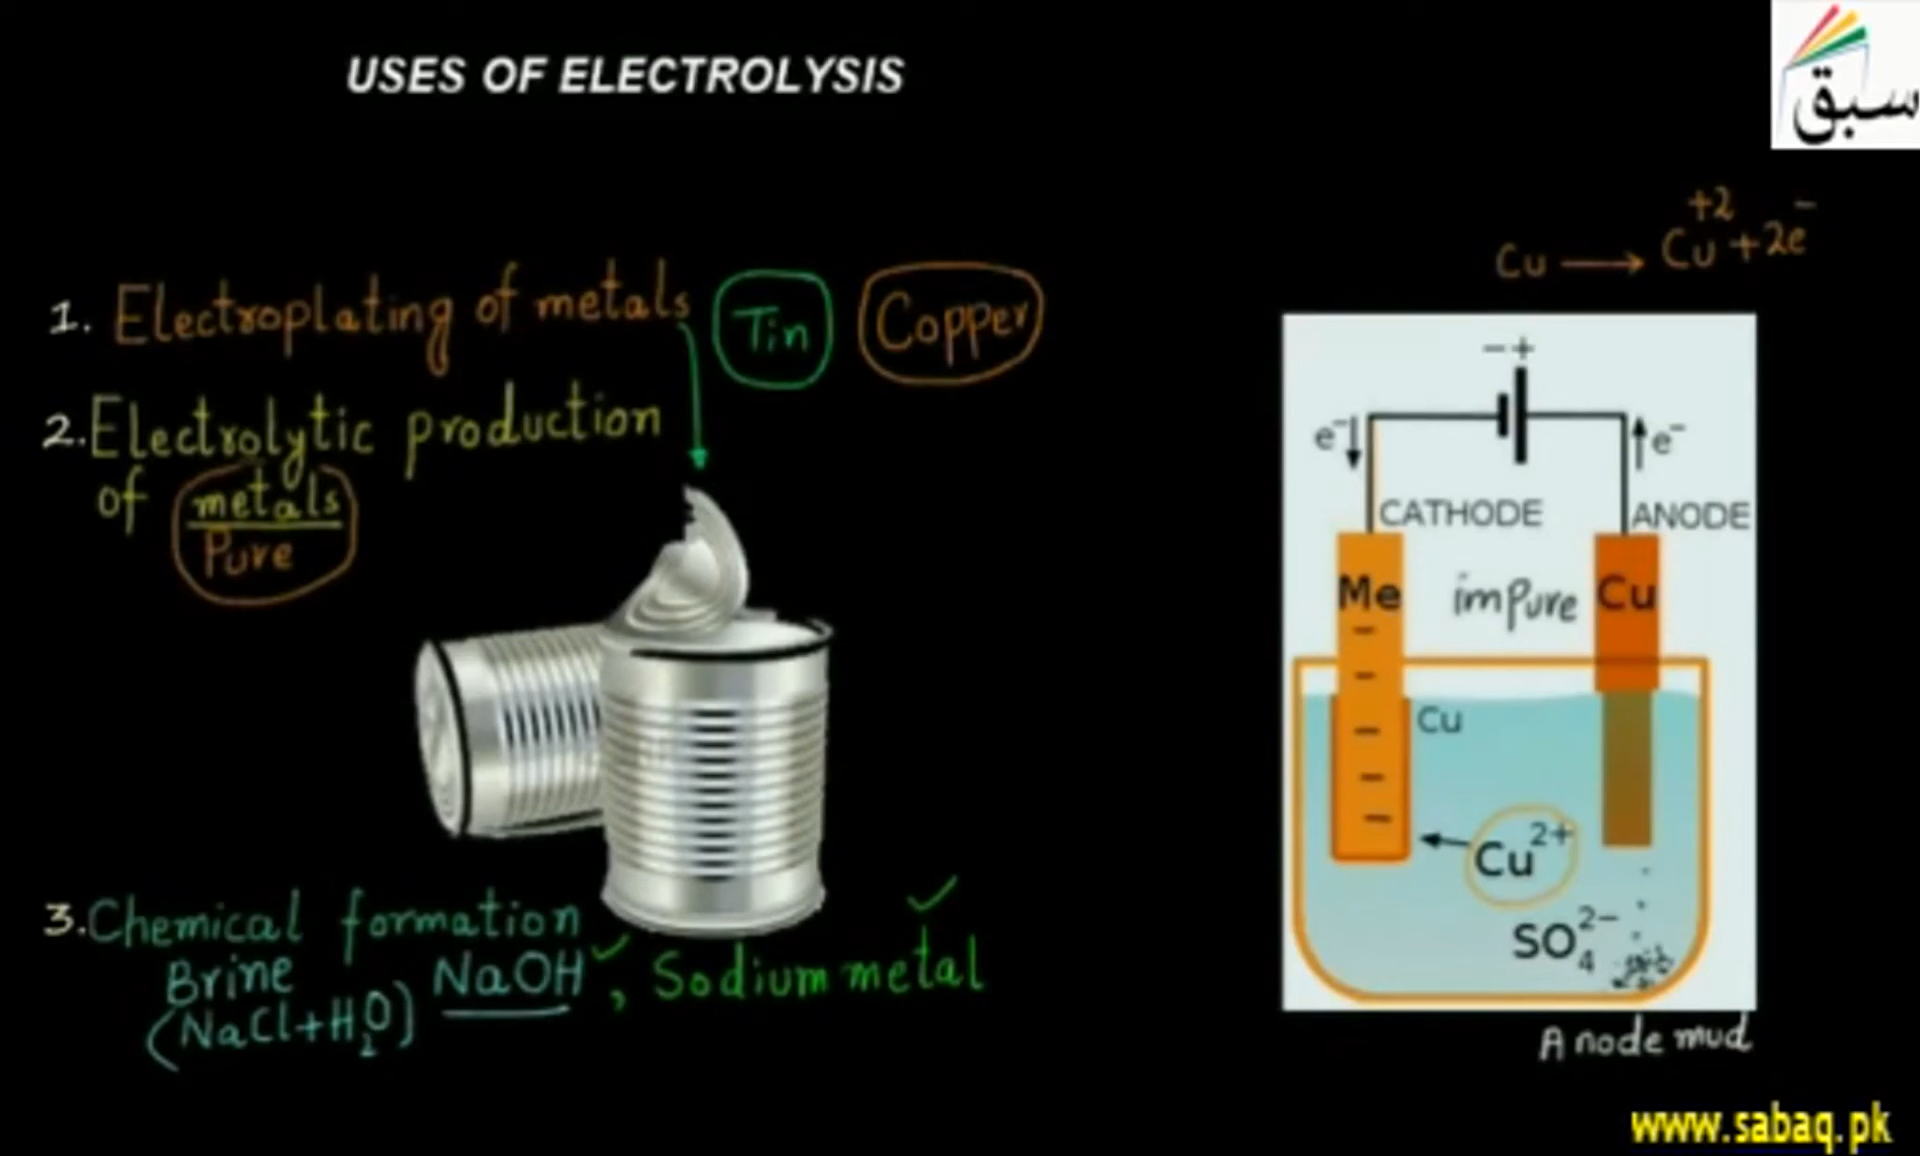 USES OF ELECTROLYSIS
سبق
1. Electroplating of metals Tin Copper
2. Electrolytic production
of metals
Pure
3. Chemical formation
Brine NaOH, Sodium metal
(NaCl+H₂O)
Cu → Cu⁺² + 2e⁻
− +
e⁻ e⁻
CATHODE ANODE
Me impure Cu
Cu
Cu²⁺
SO₄²⁻
Anode mud
www.sabaq.pk